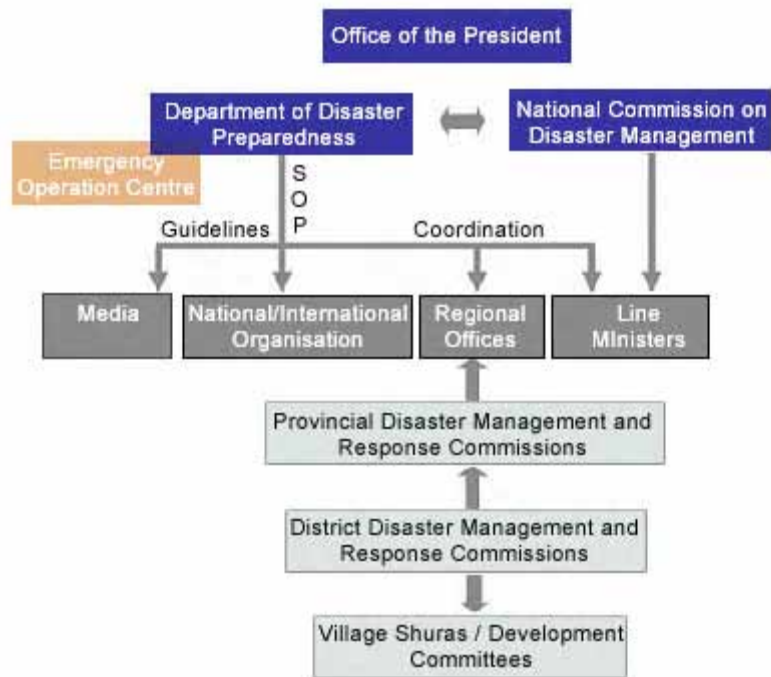 Office of the President
Department of Disaster
Preparedness
National Commission on
Disaster Management
Emergency
Operation Centre
S
O
P
Guidelines
Coordination
Media
National/International
Organisation
Regional
Offices
Line
MInisters
Provincial Disaster Management and
Response Commissions
District Disaster Management and
Response Commissions
Village Shuras / Development
Committees